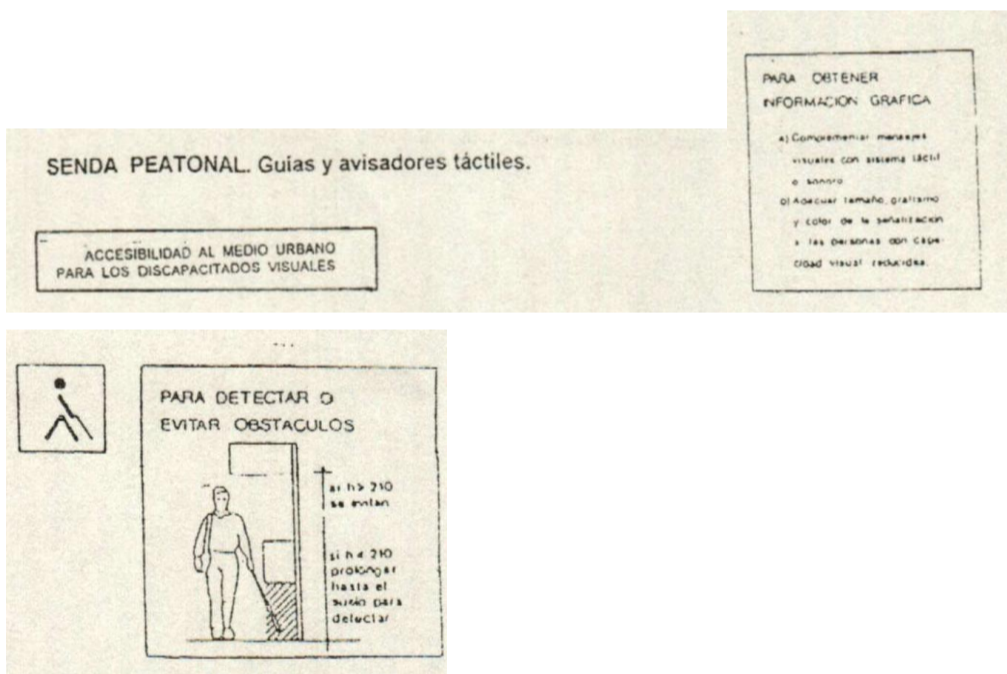 SENDA PEATONAL. Guías y avisadores táctiles.
ACCESIBILIDAD AL MEDIO URBANO
PARA LOS DISCAPACITADOS VISUALES
PARA OBTENER
INFORMACION GRAFICA
a) Complementar mensajes
visuales con sistema táctil
o sonoro
b) Adecuar tamaño, grafismo
y color de la señalización
a las personas con capa-
cidad visual reducida.
PARA DETECTAR O
EVITAR OBSTACULOS
si h > 210
se evitan
si h < 210
prolongar
hasta el
suelo para
detectar